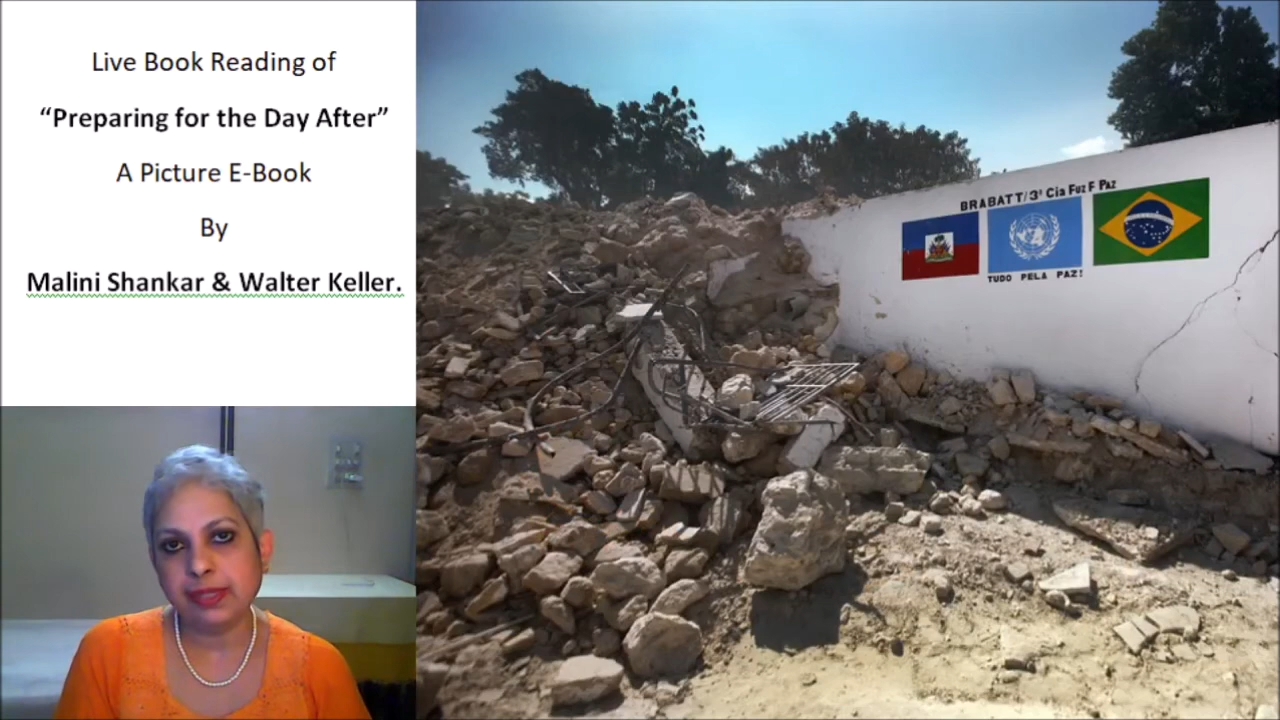 Live Book Reading of
“Preparing for the Day After”
A Picture E-Book
By
Malini Shankar & Walter Keller.
BRABATT/3ª Cia Fuz F Paz
TUDO PELA PAZ!